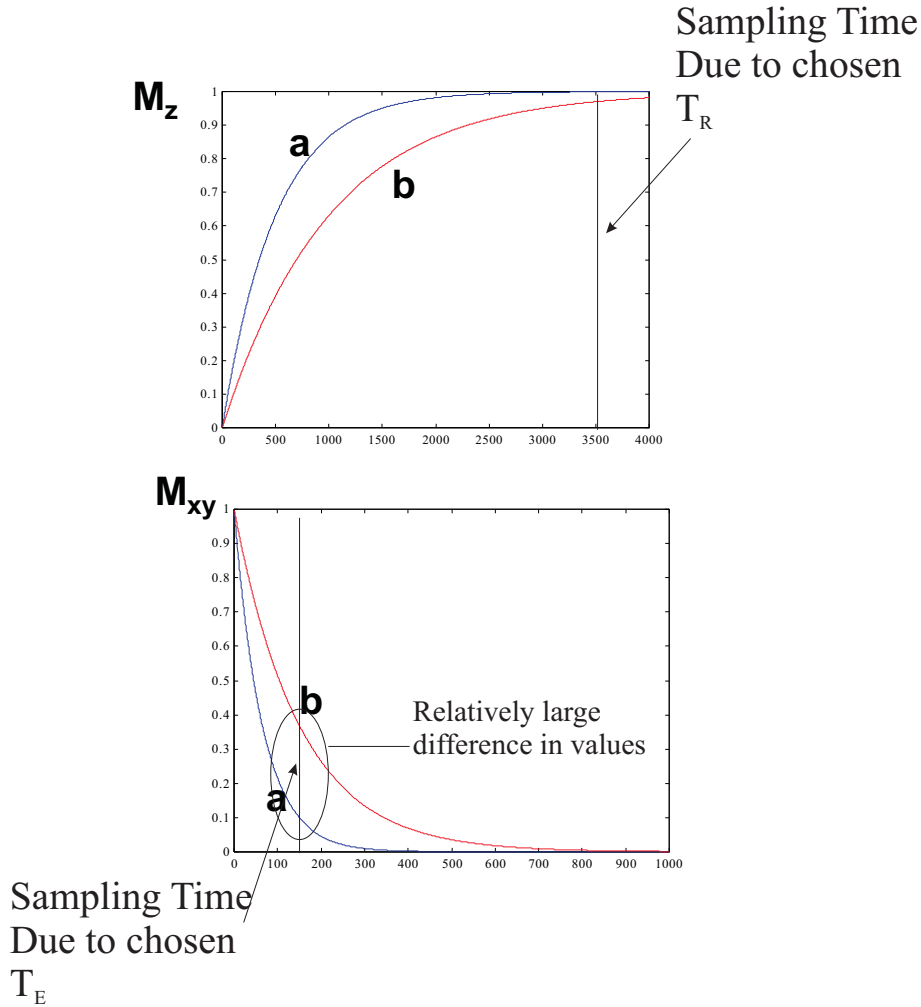 Sampling Time
Due to chosen
T_R
M_z
a
b
1
0.9
0.8
0.7
0.6
0.5
0.4
0.3
0.2
0.1
0
0 500 1000 1500 2000 2500 3000 3500 4000
M_xy
1
0.9
0.8
0.7
0.6
0.5
0.4
0.3
0.2
0.1
0
b
a
Relatively large
difference in values
0 100 200 300 400 500 600 700 800 900 1000
Sampling Time
Due to chosen
T_E